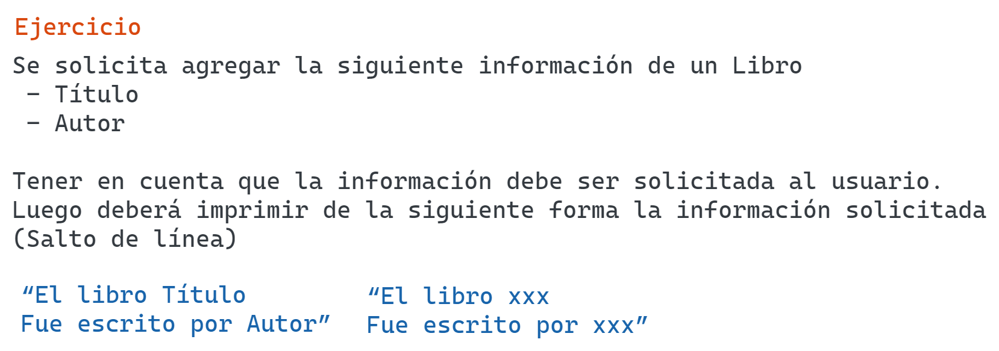 Ejercicio
Se solicita agregar la siguiente información de un Libro
- Título
- Autor
Tener en cuenta que la información debe ser solicitada al usuario.
Luego deberá imprimir de la siguiente forma la información solicitada
(Salto de línea)
“El libro Título
Fue escrito por Autor”
“El libro xxx
Fue escrito por xxx”